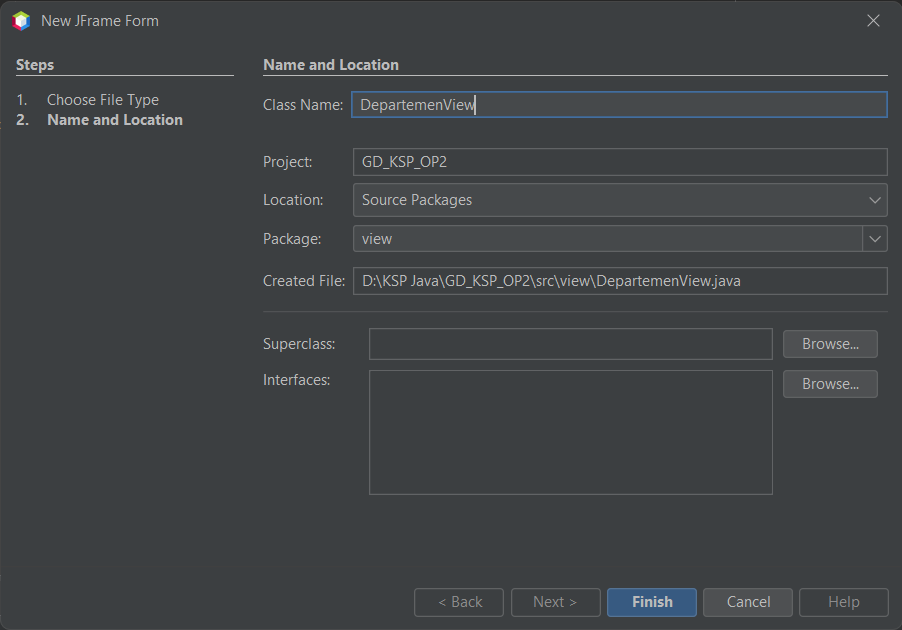 New JFrame Form
Steps
1. Choose File Type
2. Name and Location
Name and Location
Class Name: DepartemenView
Project: GD_KSP_OP2
Location: Source Packages
Package: view
Created File: D:\KSP Java\GD_KSP_OP2\src\view\DepartemenView.java
Superclass: Browse...
Interfaces: Browse...
< Back Next > Finish Cancel Help